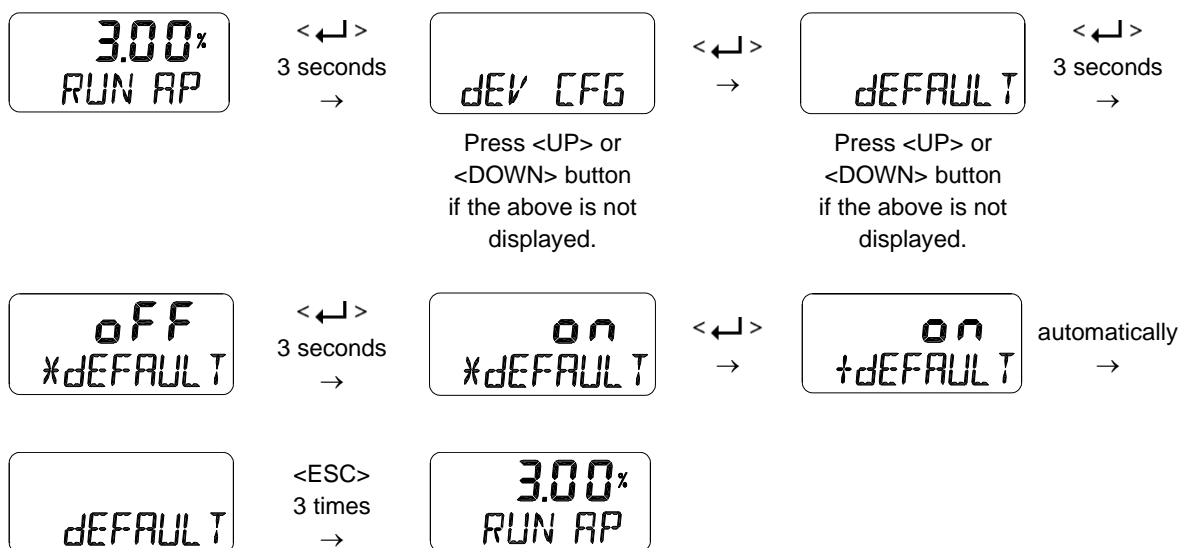 3.00%
RUN AP
<↵>
3 seconds
→
dEV CFG
Press <UP> or
<DOWN> button
if the above is not
displayed.
<↵>
→
dEFAULT
Press <UP> or
<DOWN> button
if the above is not
displayed.
<↵>
3 seconds
→
oFF
*dEFAULT
<↵>
3 seconds
→
on
*dEFAULT
<↵>
→
on
+dEFAULT
automatically
→
dEFAULT
<ESC>
3 times
→
3.00%
RUN AP